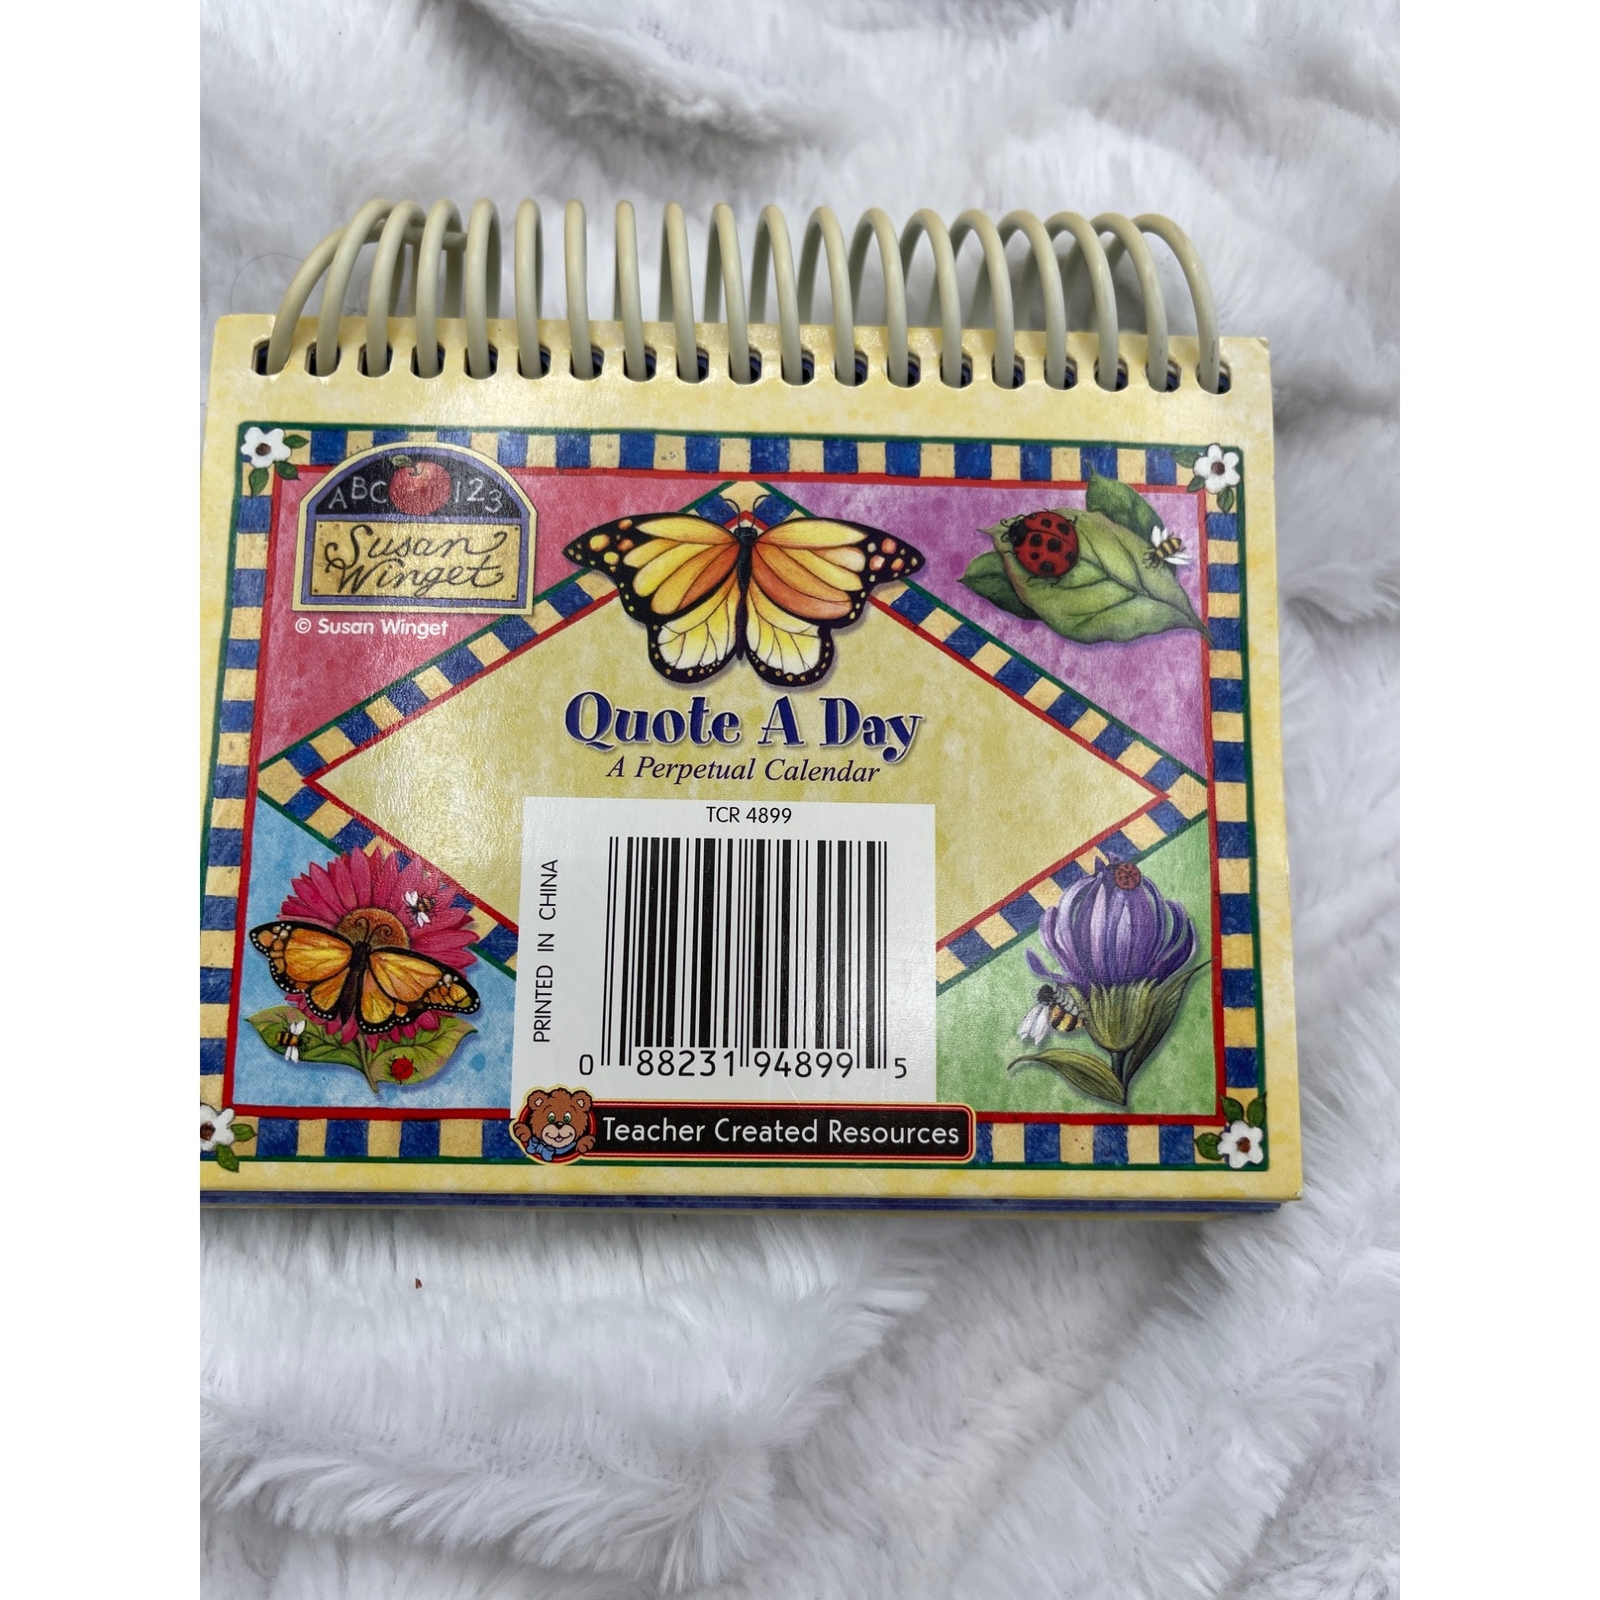 ABC 123
Susan
Winget
© Susan Winget
Quote A Day
A Perpetual Calendar
TCR 4899
PRINTED IN CHINA
0 88231 94899 5
Teacher Created Resources